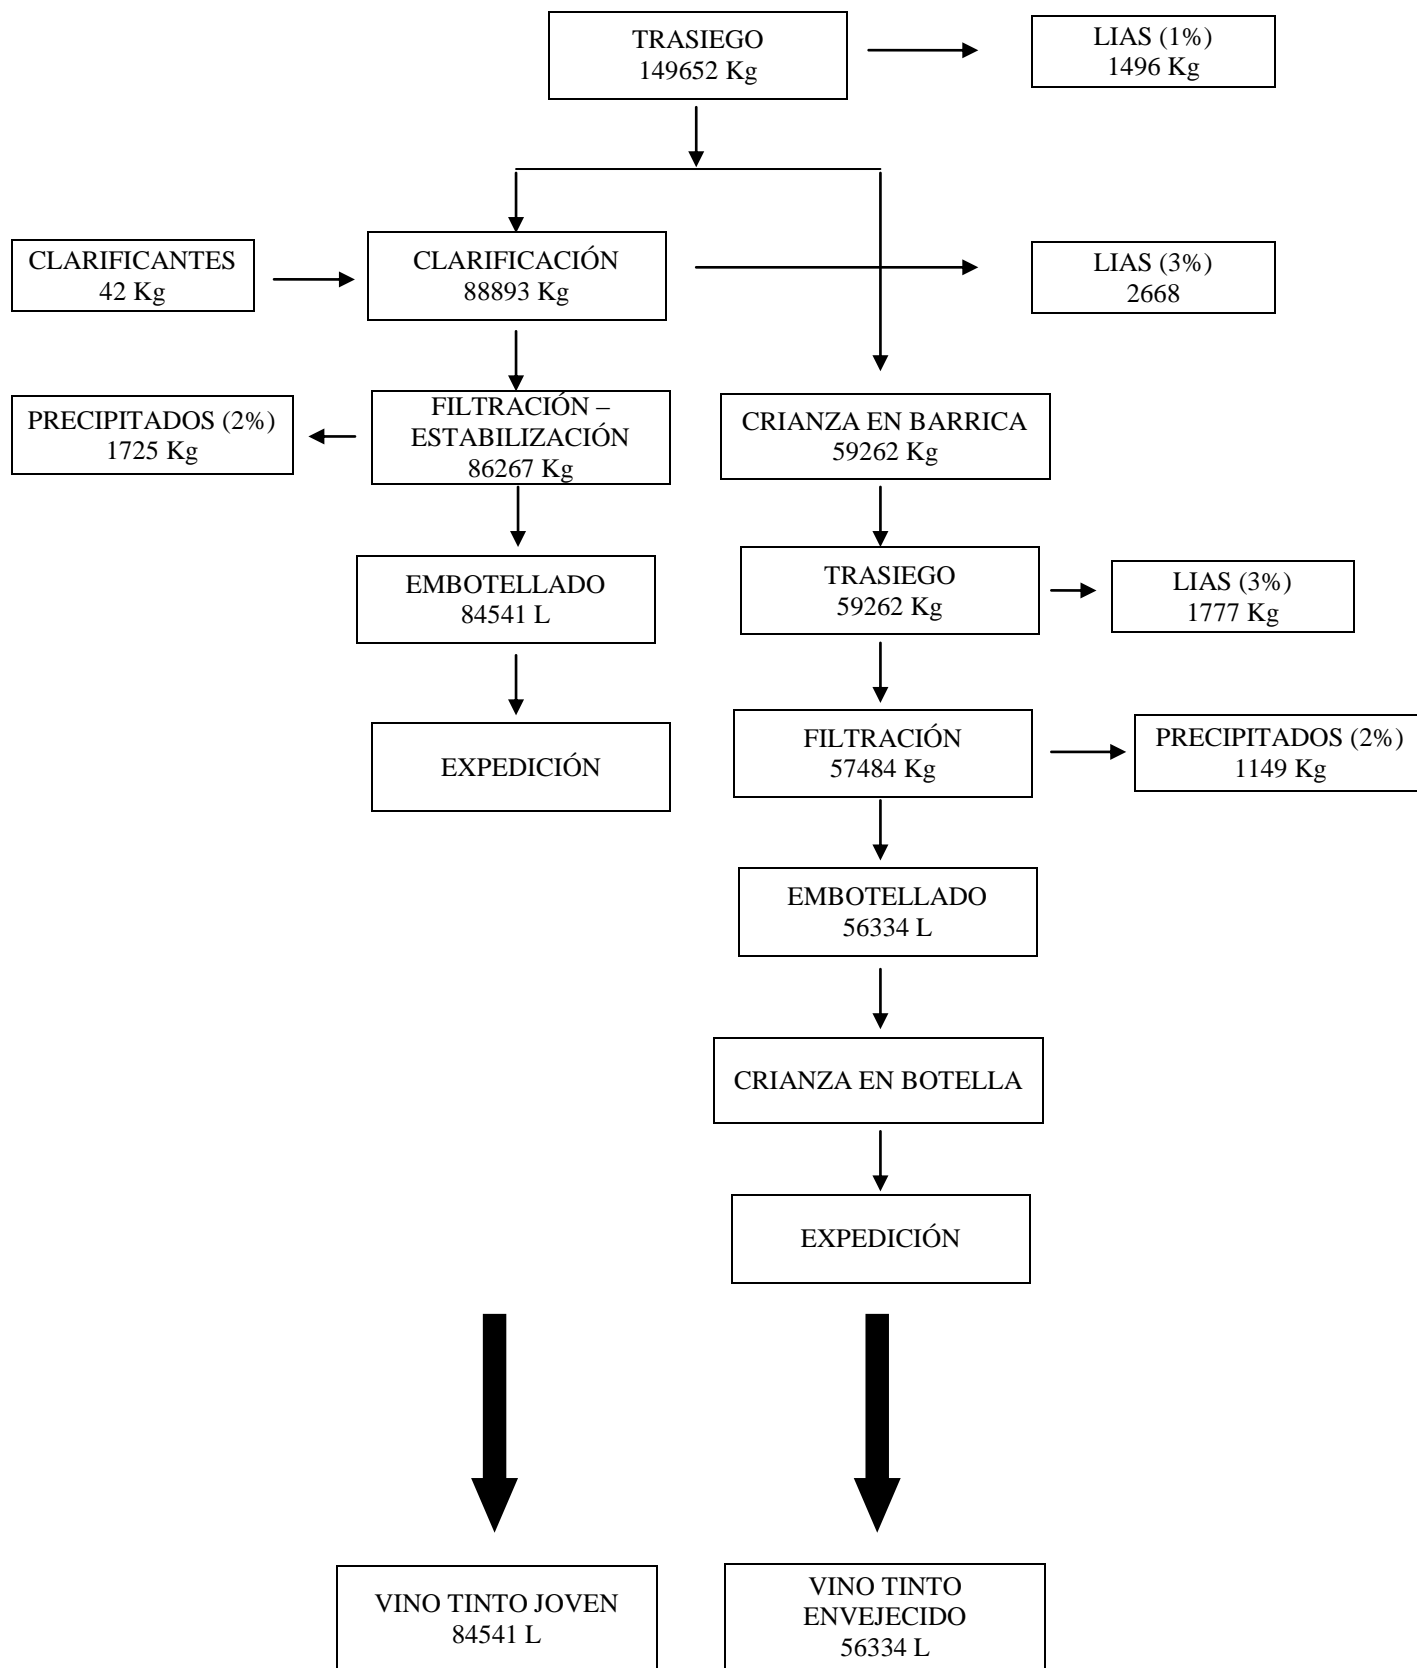 TRASIEGO
149652 Kg
LIAS (1%)
1496 Kg
CLARIFICANTES
42 Kg
CLARIFICACIÓN
88893 Kg
LIAS (3%)
2668
PRECIPITADOS (2%)
1725 Kg
FILTRACIÓN –
ESTABILIZACIÓN
86267 Kg
CRIANZA EN BARRICA
59262 Kg
EMBOTELLADO
84541 L
TRASIEGO
59262 Kg
LIAS (3%)
1777 Kg
EXPEDICIÓN
FILTRACIÓN
57484 Kg
PRECIPITADOS (2%)
1149 Kg
EMBOTELLADO
56334 L
CRIANZA EN BOTELLA
EXPEDICIÓN
VINO TINTO JOVEN
84541 L
VINO TINTO
ENVEJECIDO
56334 L